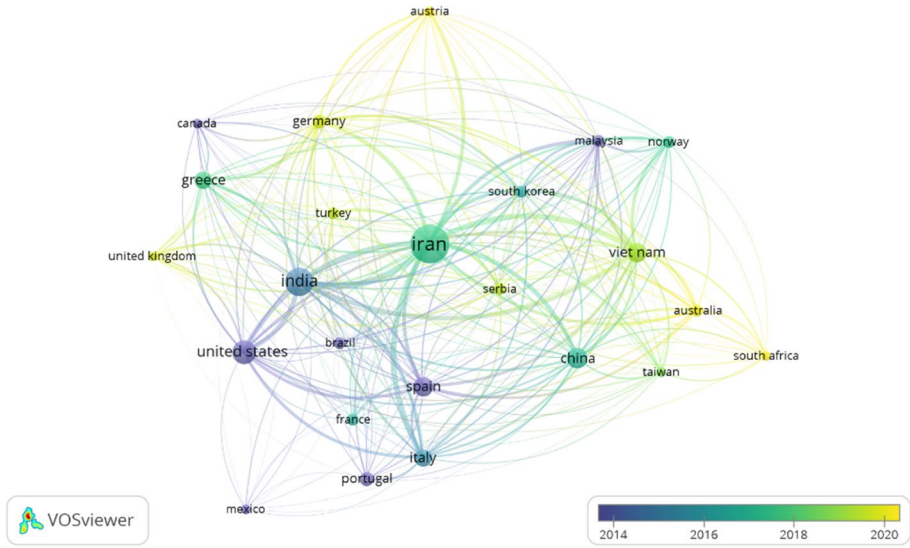 austria
canada
germany
malaysia
norway
greece
south korea
turkey
iran
viet nam
united kingdom
india
serbia
australia
brazil
united states
china
south africa
taiwan
spain
france
italy
portugal
mexico
VOSviewer
2014 2016 2018 2020